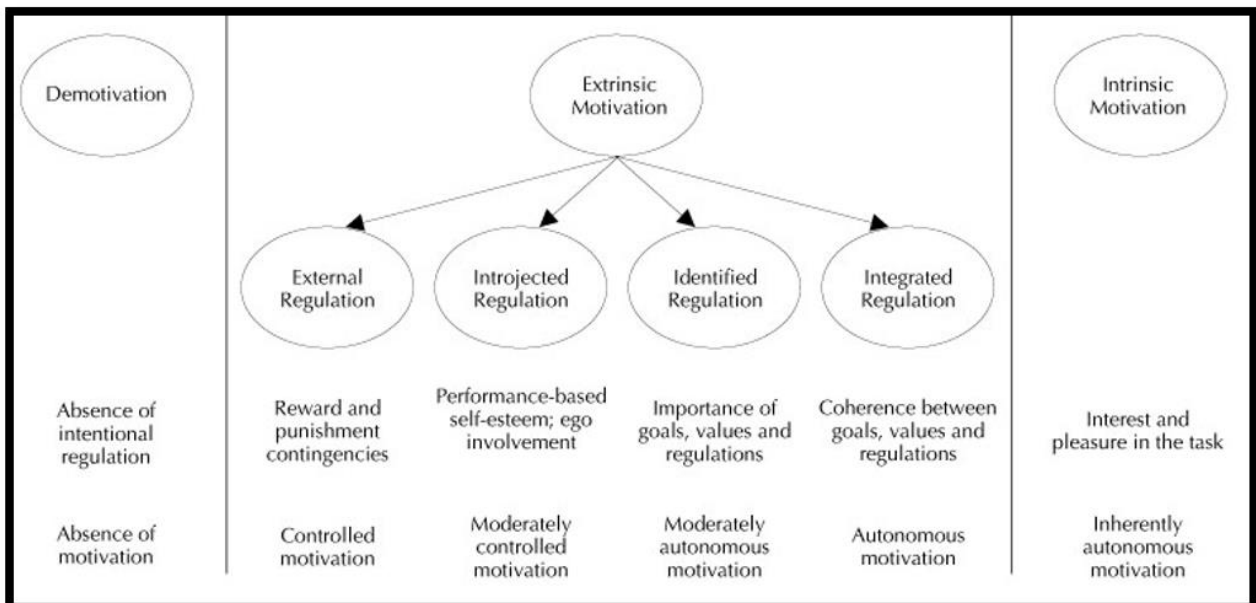 Demotivation
Extrinsic
Motivation
Intrinsic
Motivation
External
Regulation
Introjected
Regulation
Identified
Regulation
Integrated
Regulation
Absence of
intentional
regulation
Reward and
punishment
contingencies
Performance-based
self-esteem; ego
involvement
Importance of
goals, values and
regulations
Coherence between
goals, values and
regulations
Interest and
pleasure in the task
Absence of
motivation
Controlled
motivation
Moderately
controlled
motivation
Moderately
autonomous
motivation
Autonomous
motivation
Inherently
autonomous
motivation